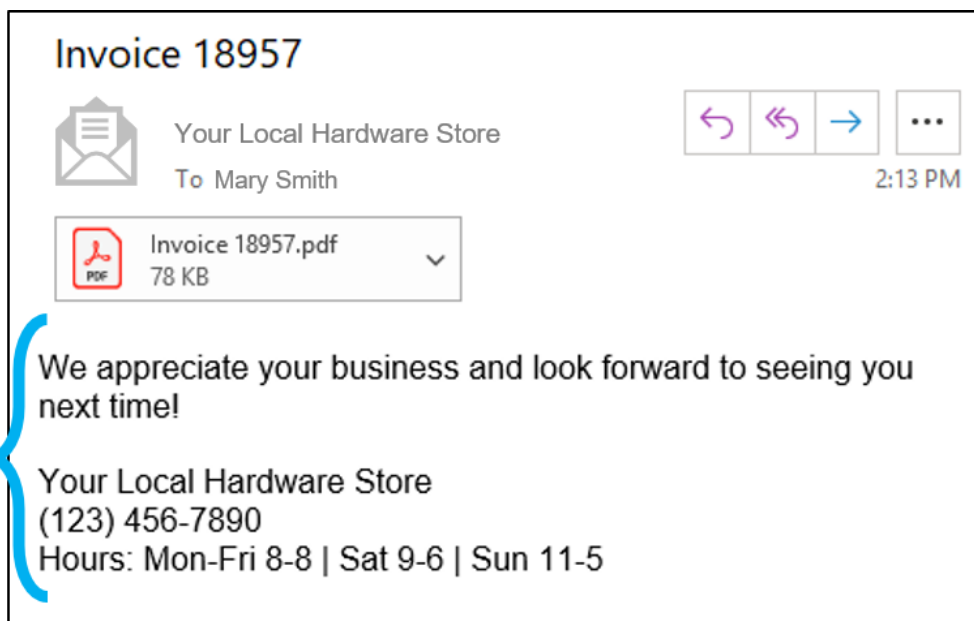 Invoice 18957
Your Local Hardware Store
To Mary Smith
2:13 PM
Invoice 18957.pdf
PDF
78 KB
We appreciate your business and look forward to seeing you
next time!
Your Local Hardware Store
(123) 456-7890
Hours: Mon-Fri 8-8 | Sat 9-6 | Sun 11-5